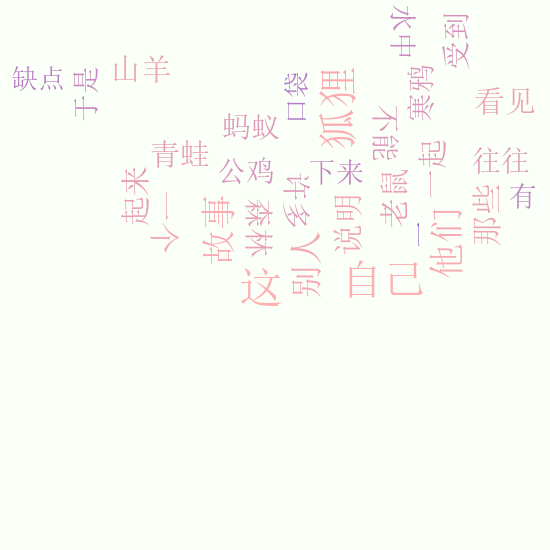 水中
受到
缺点
于是
山羊
口袋
狐狸
寒鸦
看见
蚂蚁
不能
青蛙
公鸡
下来
一起
往往
起来
一个
故事
森林
许多
说明
老鼠
一
他们
那些
有
这
别人
自己